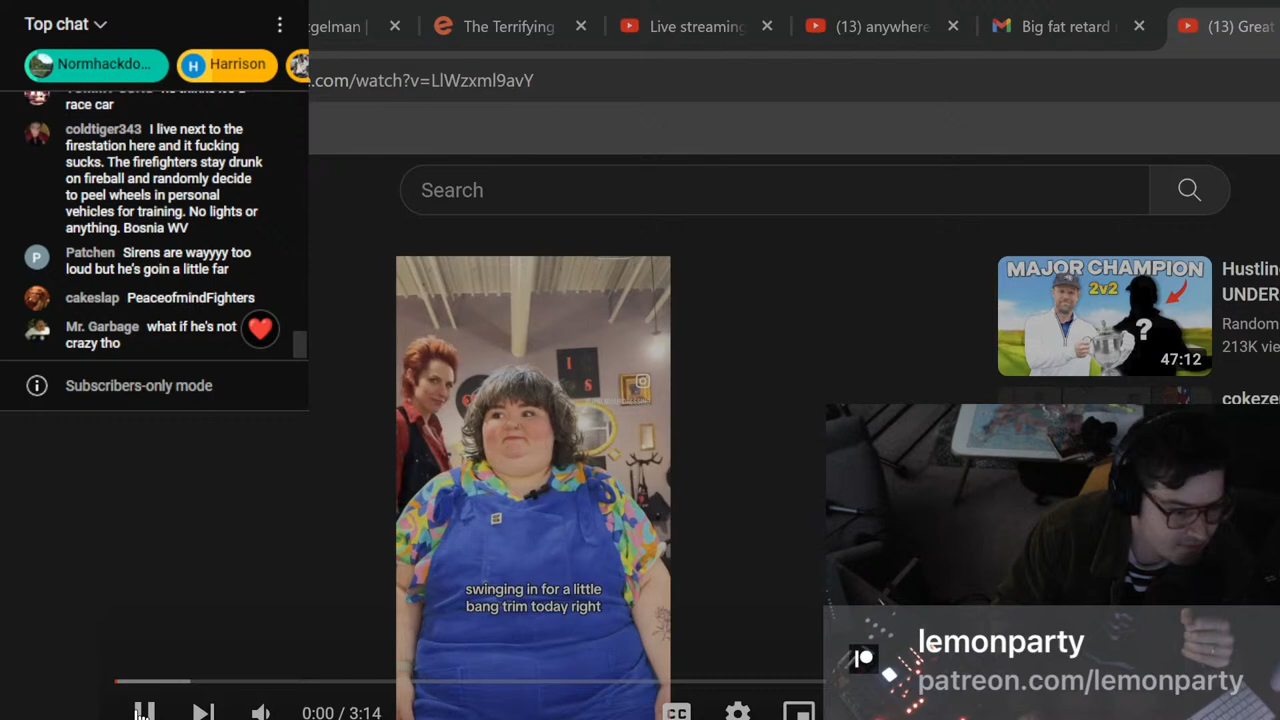 Top chat
rgelman |
The Terrifying
Live streaming
(13) anywhere
Big fat retard
(13) Great
Normhackdo...
H Harrison
.com/watch?v=LlWzxml9avY
race car
coldtiger343 I live next to the
firestation here and it fucking
sucks. The firefighters stay drunk
on fireball and randomly decide
to peel wheels in personal
vehicles for training. No lights or
anything. Bosnia WV
P Patchen Sirens are wayyyy too
loud but he's goin a little far
cakeslap PeaceofmindFighters
Mr. Garbage what if he's not
crazy tho
Subscribers-only mode
Search
MAJOR CHAMPION
2v2
?
47:12
Hustlin
UNDER
Random
213K vie
cokeze
I S
swinging in for a little
bang trim today right
lemonparty
patreon.com/lemonparty
0:00 / 3:14
CC